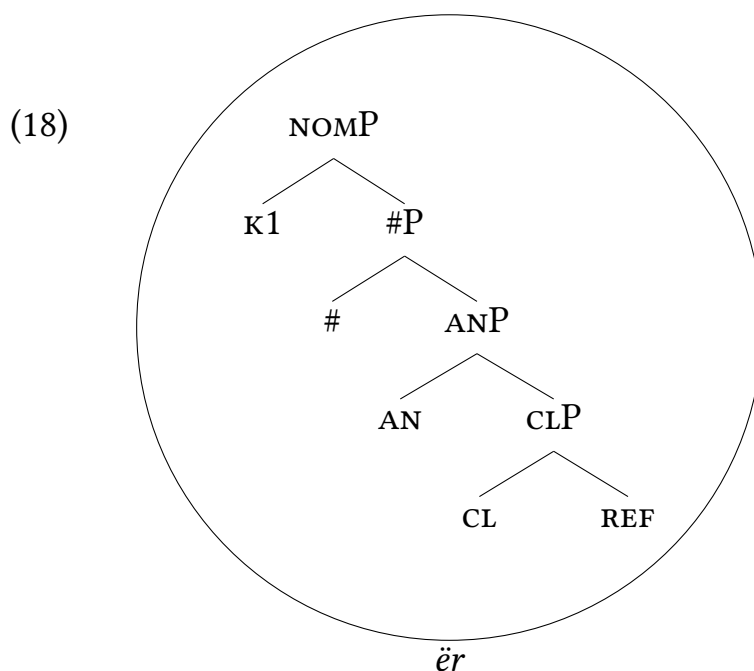 (18)
NOMP
K1 #P
# ANP
AN CLP
CL REF
ër